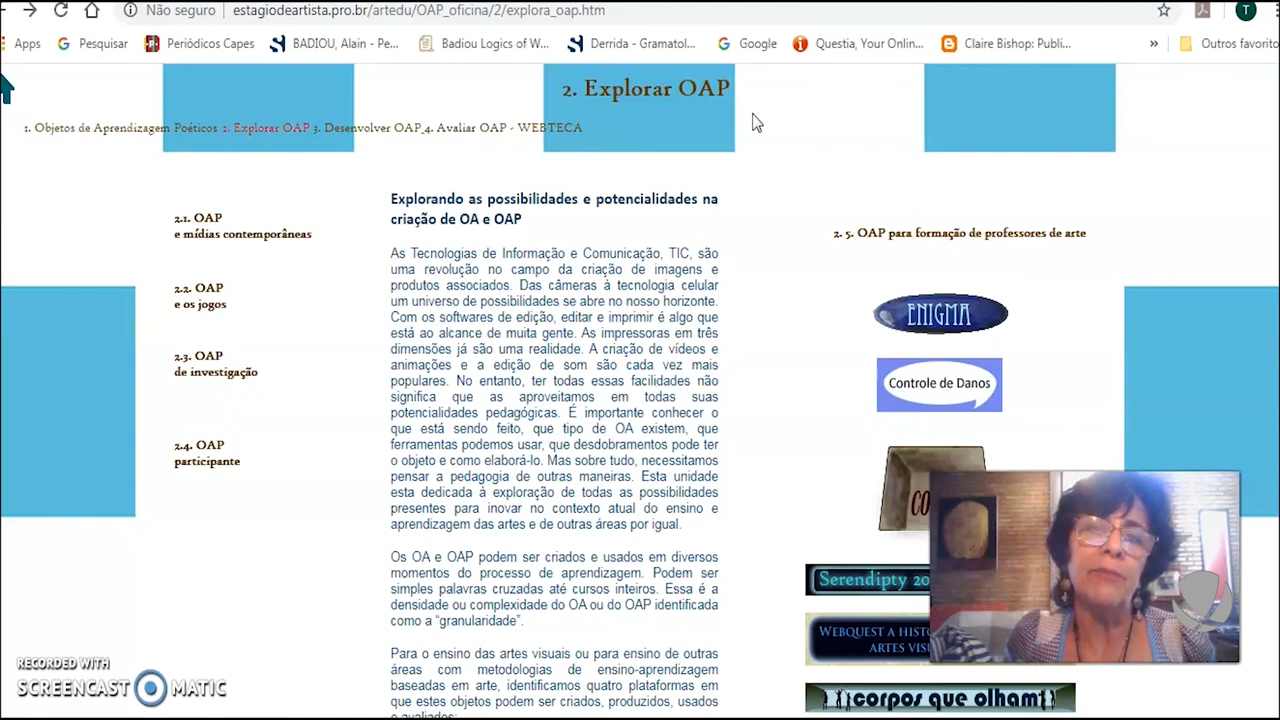 Não seguro
estagiodeartista.pro.br/artedu/OAP_oficina/2/explora_oap.htm
T
Apps
Pesquisar
Periódicos Capes
BADIOU, Alain - Pe...
Badiou Logics of W...
Derrida - Gramatol...
Google
Questia, Your Onlin...
Claire Bishop: Publi...
»
Outros favorito
2. Explorar OAP
1. Objetos de Aprendizagem Poéticos 2. Explorar OAP 3. Desenvolver OAP 4. Avaliar OAP - WEBTECA
2.1. OAP
e mídias contemporâneas
2.2. OAP
e os jogos
2.3. OAP
de investigação
2.4. OAP
participante
Explorando as possibilidades e potencialidades na
criação de OA e OAP
As Tecnologias de Informação e Comunicação, TIC, são
uma revolução no campo da criação de imagens e
produtos associados. Das câmeras à tecnologia celular
um universo de possibilidades se abre no nosso horizonte.
Com os softwares de edição, editar e imprimir é algo que
está ao alcance de muita gente. As impressoras em três
dimensões já são uma realidade. A criação de vídeos e
animações e a edição de som são cada vez mais
populares. No entanto, ter todas essas facilidades não
significa que as aproveitamos em todas suas
potencialidades pedagógicas. É importante conhecer o
que está sendo feito, que tipo de OA existem, que
ferramentas podemos usar, que desdobramentos pode ter
o objeto e como elaborá-lo. Mas sobre tudo, necessitamos
pensar a pedagogia de outras maneiras. Esta unidade
esta dedicada à exploração de todas as possibilidades
presentes para inovar no contexto atual do ensino e
aprendizagem das artes e de outras áreas por igual.
Os OA e OAP podem ser criados e usados em diversos
momentos do processo de aprendizagem. Podem ser
simples palavras cruzadas até cursos inteiros. Essa é a
densidade ou complexidade do OA ou do OAP identificada
como a “granularidade”.
Para o ensino das artes visuais ou para ensino de outras
áreas com metodologias de ensino-aprendizagem
baseadas em arte, identificamos quatro plataformas em
que estes objetos podem ser criados, produzidos, usados
e avaliados:
2. 5. OAP para formação de professores de arte
ENIGMA
Controle de Danos
CO
Serendipty 20
WEBQUEST A HIST
ARTES VISU
corpos que olham
RECORDED WITH
SCREENCAST MATIC